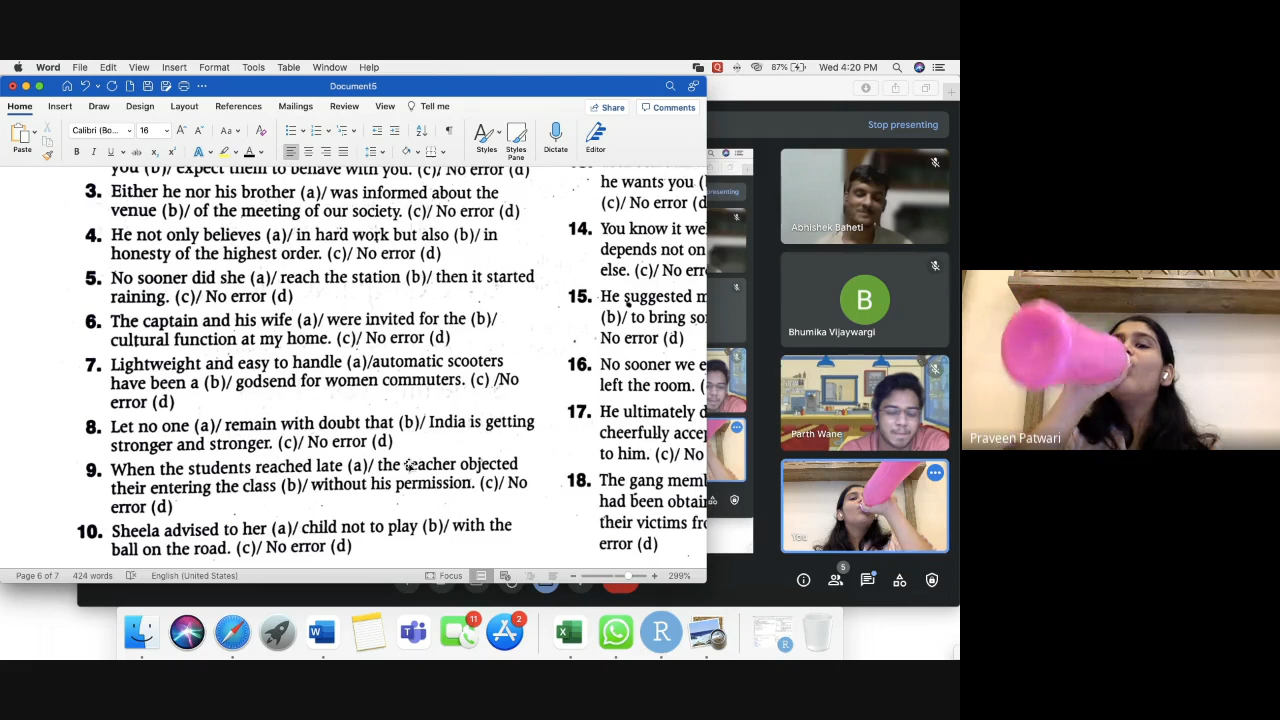 Word File Edit View Insert Format Tools Table Window Help
87% Wed 4:20 PM
Document5
Home Insert Draw Design Layout References Mailings Review View Tell me
Share Comments
Stop presenting
Paste
Calibri (Bo... 16
Styles
Styles Pane
Dictate
Editor
you (b)/ expect them to behave with you. (c)/ No error (d)
3. Either he nor his brother (a)/ was informed about the
venue (b)/ of the meeting of our society. (c)/ No error (d)
4. He not only believes (a)/ in hard work but also (b)/ in
honesty of the highest order. (c)/ No error (d)
5. No sooner did she (a)/ reach the station (b)/ then it started
raining. (c)/ No error (d)
6. The captain and his wife (a)/ were invited for the (b)/
cultural function at my home. (c)/ No error (d)
7. Lightweight and easy to handle (a)/automatic scooters
have been a (b)/ godsend for women commuters. (c) /No
error (d)
8. Let no one (a)/ remain with doubt that (b)/ India is getting
stronger and stronger. (c)/ No error (d)
9. When the students reached late (a)/ the teacher objected
their entering the class (b)/ without his permission. (c)/ No
error (d)
10. Sheela advised to her (a)/ child not to play (b)/ with the
ball on the road. (c)/ No error (d)
he wants you (
(c)/ No error (d
14. You know it we
depends not on
else. (c)/ No err
15. He suggested m
(b)/ to bring so
No error (d)
16. No sooner we e
left the room. (
17. He ultimately d
cheerfully acce
to him. (c)/ No
18. The gang mem
had been obtai
their victims fr
error (d)
presenting
Abhishek Baheti
B
Bhumika Vijaywargi
Parth Wane
You
Praveen Patwari
5
Page 6 of 7 424 words English (United States) Focus 299%
11
2